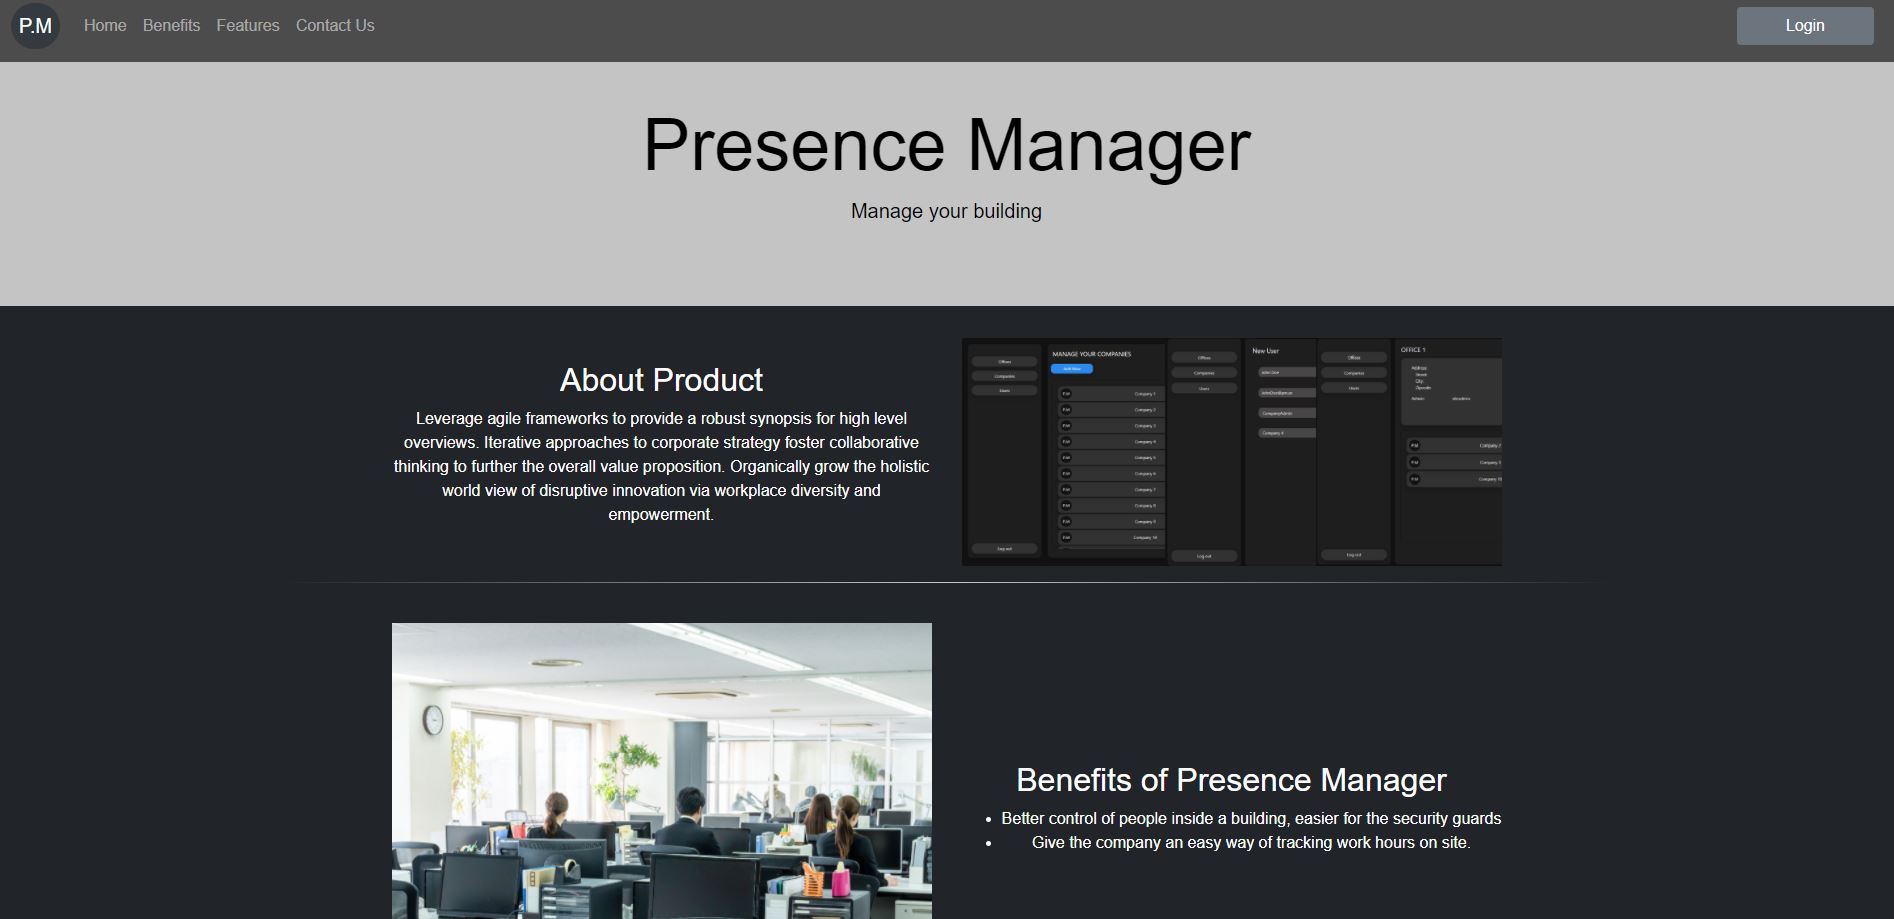 P.M
Home
Benefits
Features
Contact Us
Login
Presence Manager
Manage your building
About Product
Leverage agile frameworks to provide a robust synopsis for high level
overviews. Iterative approaches to corporate strategy foster collaborative
thinking to further the overall value proposition. Organically grow the holistic
world view of disruptive innovation via workplace diversity and
empowerment.
Offices
Companies
Users
Log out
MANAGE YOUR COMPANIES
Add New
P.M Company 1
P.M Company 2
P.M Company 3
P.M Company 4
P.M Company 5
P.M Company 6
P.M Company 7
P.M Company 8
P.M Company 9
P.M Company 10
Offices
Companies
Users
Log out
New User
John Doe
CompanyAdmin
Company 4
Offices
Companies
Users
Log out
OFFICE 1
Address:
Street:
City:
Zipcode:
Admin:
P.M Company
P.M Company
P.M Company
Benefits of Presence Manager
• Better control of people inside a building, easier for the security guards
• Give the company an easy way of tracking work hours on site.